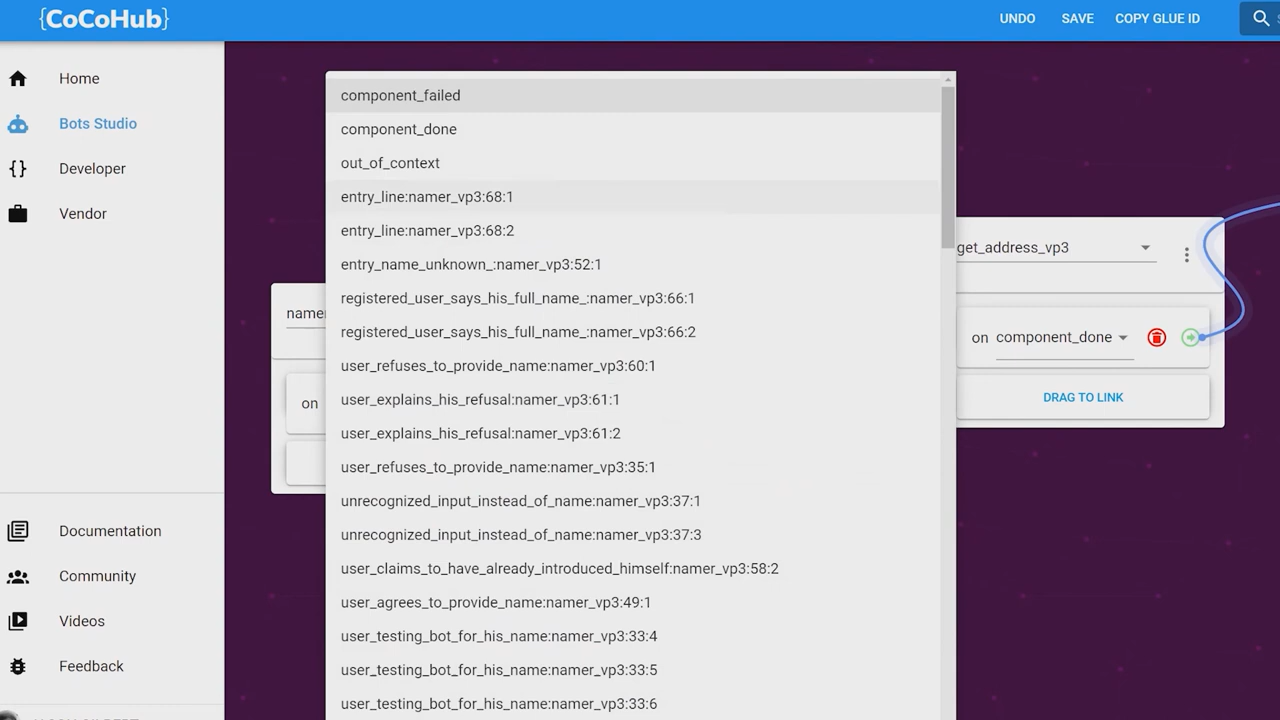 {CoCoHub}
UNDO
SAVE
COPY GLUE ID
Home
Bots Studio
Developer
Vendor
Documentation
Community
Videos
Feedback
component_failed
component_done
out_of_context
entry_line:namer_vp3:68:1
entry_line:namer_vp3:68:2
entry_name_unknown_:namer_vp3:52:1
registered_user_says_his_full_name_:namer_vp3:66:1
registered_user_says_his_full_name_:namer_vp3:66:2
user_refuses_to_provide_name:namer_vp3:60:1
user_explains_his_refusal:namer_vp3:61:1
user_explains_his_refusal:namer_vp3:61:2
user_refuses_to_provide_name:namer_vp3:35:1
unrecognized_input_instead_of_name:namer_vp3:37:1
unrecognized_input_instead_of_name:namer_vp3:37:3
user_claims_to_have_already_introduced_himself:namer_vp3:58:2
user_agrees_to_provide_name:namer_vp3:49:1
user_testing_bot_for_his_name:namer_vp3:33:4
user_testing_bot_for_his_name:namer_vp3:33:5
user_testing_bot_for_his_name:namer_vp3:33:6
namer
on
get_address_vp3
on component_done
DRAG TO LINK